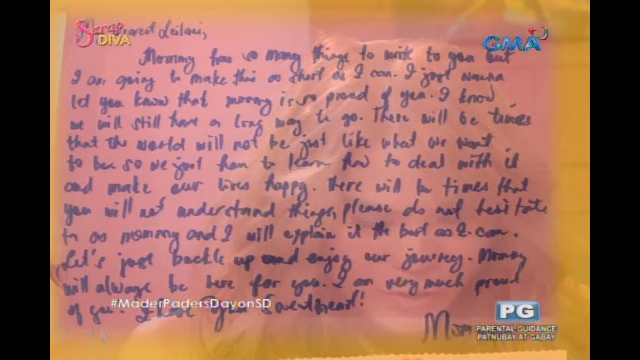 Sarap
DIVA
GMA
Dearest Leilani,
Mommy has so many things to write to you but
I am going to make this as short as I can. I just wanna
let you know that mommy is so proud of you. I know
we will still have a long way to go. There will be times
that the world will not be just like what we want
to be so we just have to learn how to deal with it
and make our lives happy. There will be times that
you will not understand things, please do not hesitate
to as mommy and I will explain it the best as I can.
Let's just buckle up and enjoy our journey. Mommy
will always be here for you. I am very much proud
of you. I love you Sweetheart!
Mom
#MaderPadersDayonSD
PG
PARENTAL GUIDANCE
PATNUBAY AT GABAY